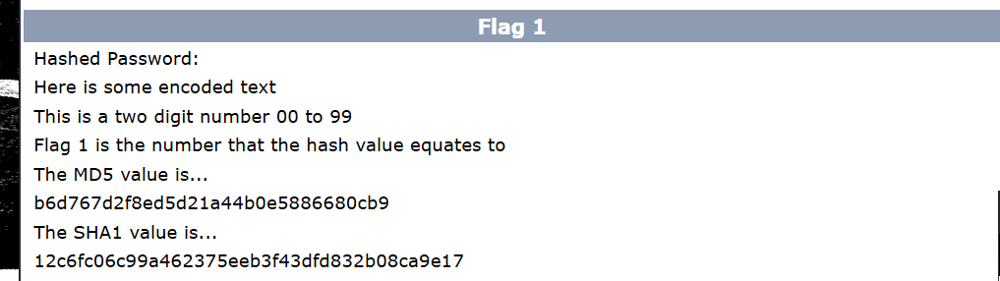 Flag 1
Hashed Password:
Here is some encoded text
This is a two digit number 00 to 99
Flag 1 is the number that the hash value equates to
The MD5 value is...
b6d767d2f8ed5d21a44b0e5886680cb9
The SHA1 value is...
12c6fc06c99a462375eeb3f43dfd832b08ca9e17